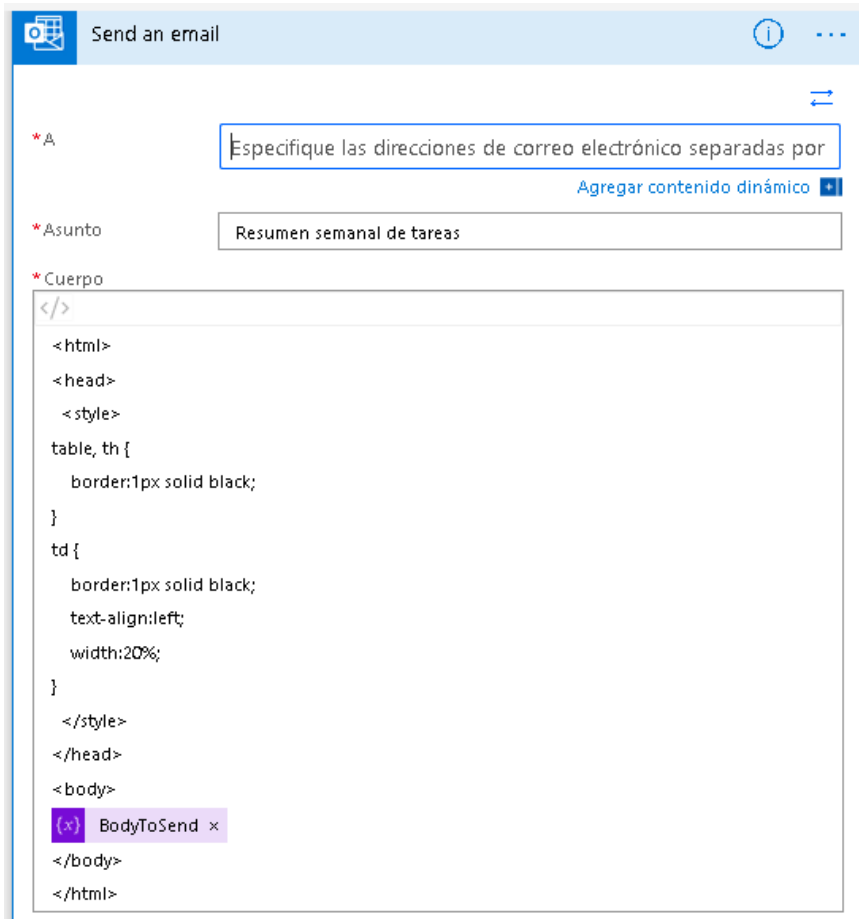 Send an email
*A
Especifique las direcciones de correo electrónico separadas por
Agregar contenido dinámico
*Asunto
Resumen semanal de tareas
*Cuerpo
</>
<html>
<head>
<style>
table, th {
border:1px solid black;
}
td {
border:1px solid black;
text-align:left;
width:20%;
}
</style>
</head>
<body>
{x} BodyToSend ×
</body>
</html>